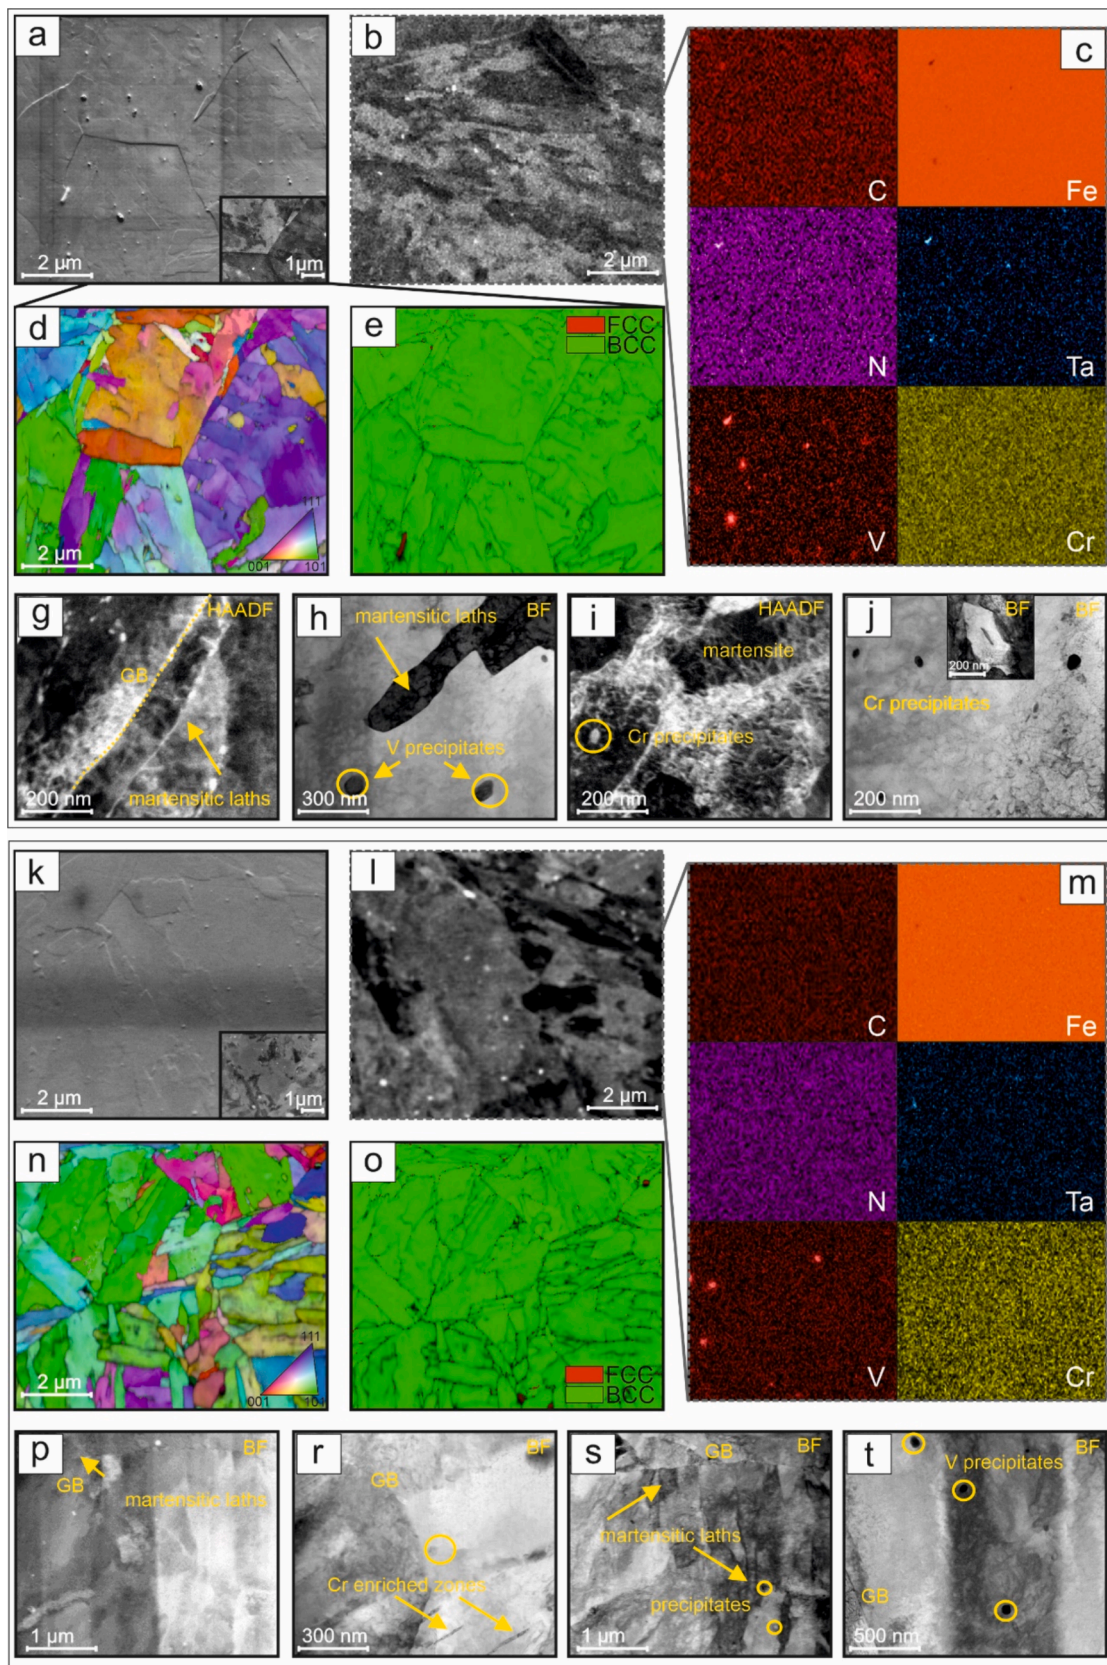 a
2 µm
1µm
b
2 µm
c
C
Fe
N
Ta
V
Cr
d
2 µm
111
001
101
e
FCC
BCC
g
HAADF
GB
martensitic laths
200 nm
h
BF
martensitic laths
V precipitates
300 nm
i
HAADF
martensite
Cr precipitates
200 nm
j
BF
BF
200 nm
Cr precipitates
200 nm
k
2 µm
1µm
l
2 µm
m
C
Fe
N
Ta
V
Cr
n
2 µm
111
001
101
o
FCC
BCC
p
BF
GB
martensitic laths
1 µm
r
BF
GB
Cr enriched zones
300 nm
s
GB
BF
martensitic laths
precipitates
1 µm
t
BF
V precipitates
GB
500 nm